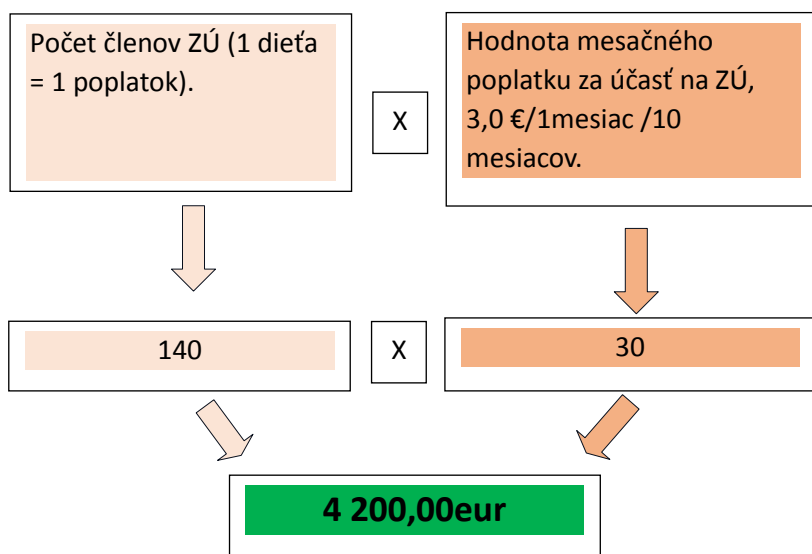 Počet členov ZÚ (1 dieťa
= 1 poplatok).
X
Hodnota mesačného
poplatku za účasť na ZÚ,
3,0 €/1mesiac /10
mesiacov.
140
X
30
4 200,00eur